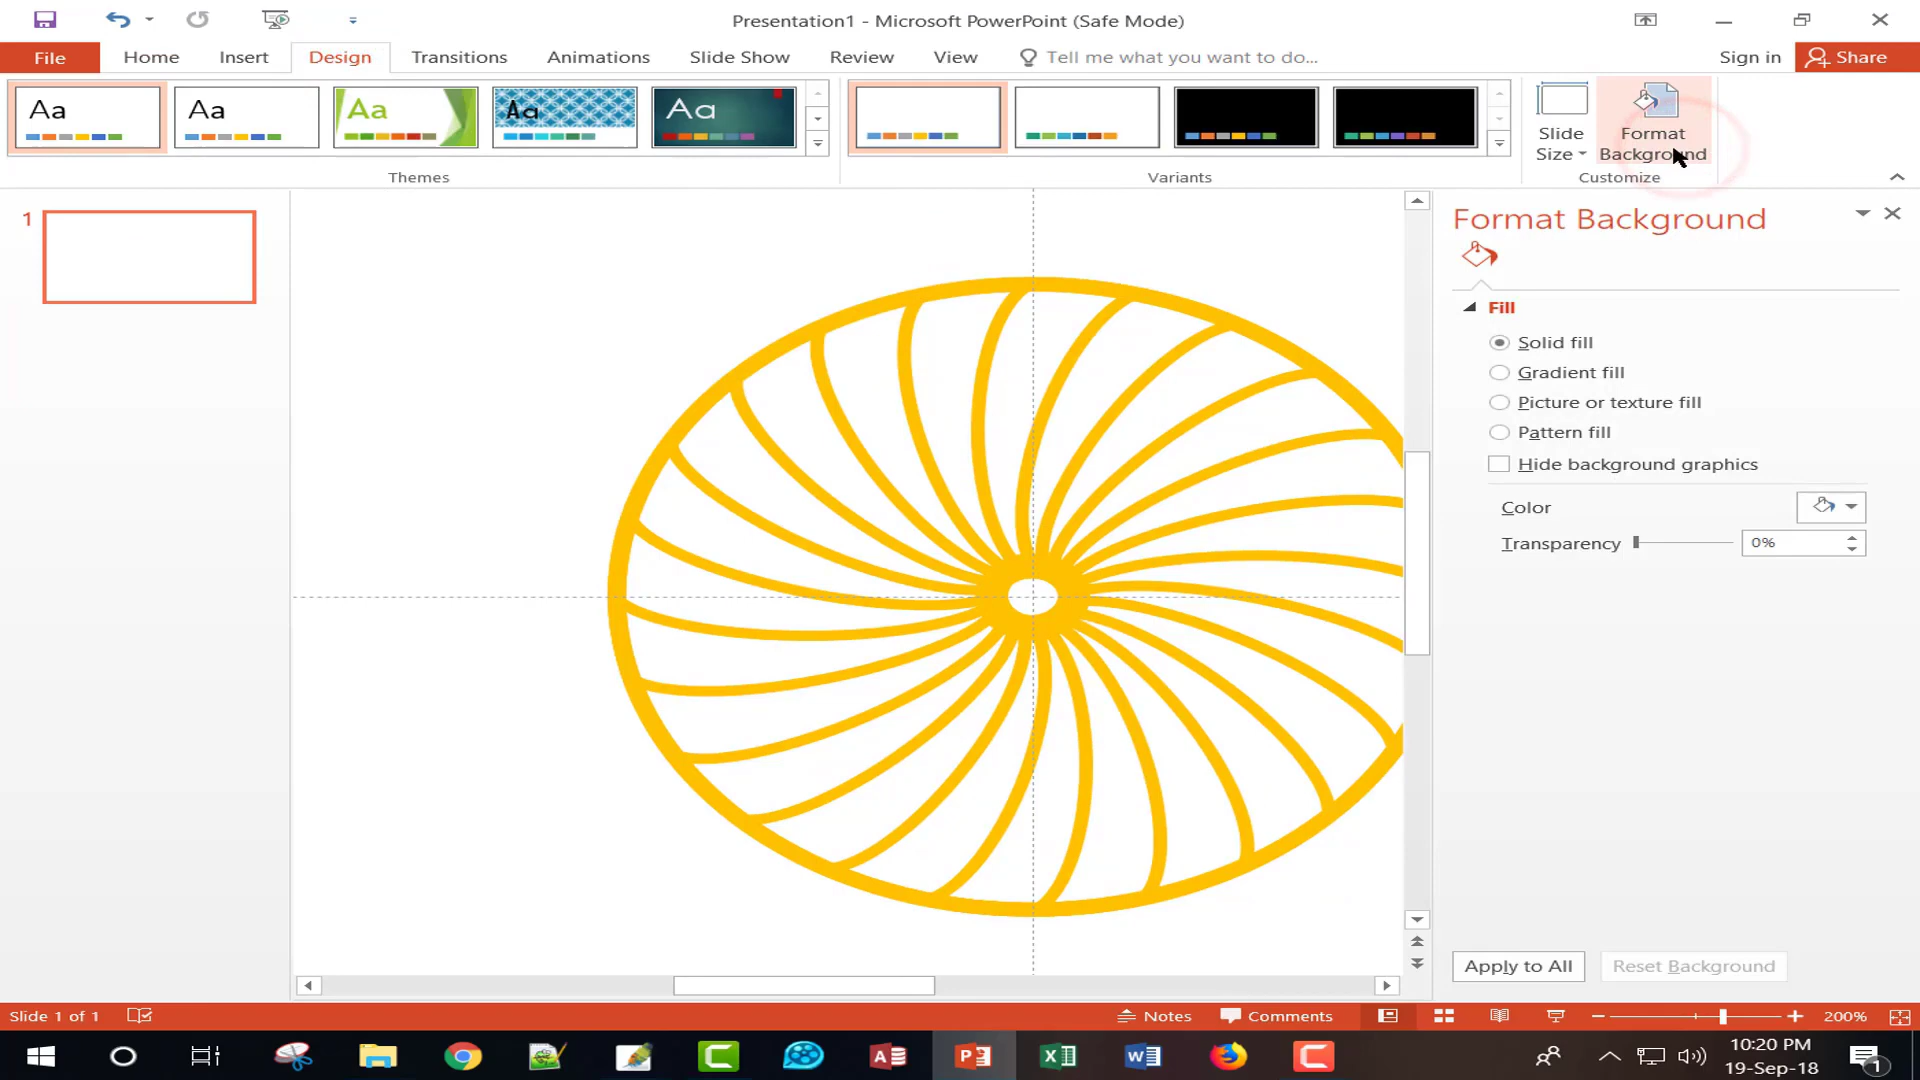 Presentation1 - Microsoft PowerPoint (Safe Mode)
File Home Insert Design Transitions Animations Slide Show Review View Tell me what you want to do... Sign in Share
Aa Aa Aa Aa Aa
Themes
Variants
Slide Size
Format Background
Customize
1
Format Background
Fill
Solid fill
Gradient fill
Picture or texture fill
Pattern fill
Hide background graphics
Color
Transparency 0%
Apply to All Reset Background
Slide 1 of 1 Notes Comments 200%
10:20 PM
19-Sep-18
1